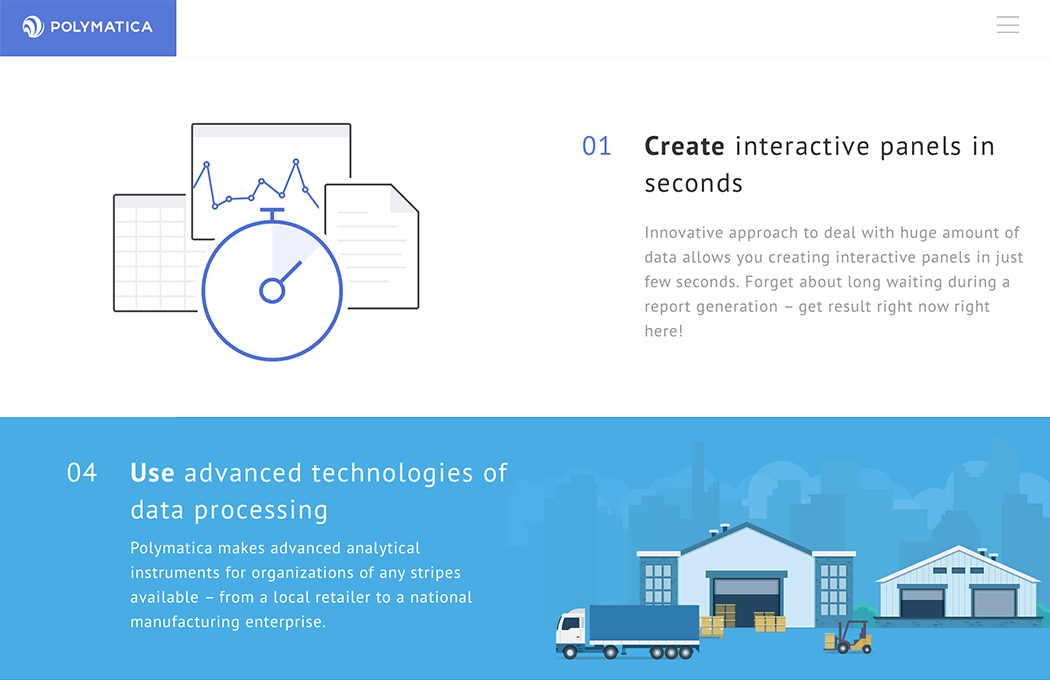 POLYMATICA
01
Create interactive panels in
seconds
Innovative approach to deal with huge amount of
data allows you creating interactive panels in just
few seconds. Forget about long waiting during a
report generation – get result right now right
here!
04
Use advanced technologies of
data processing
Polymatica makes advanced analytical
instruments for organizations of any stripes
available – from a local retailer to a national
manufacturing enterprise.